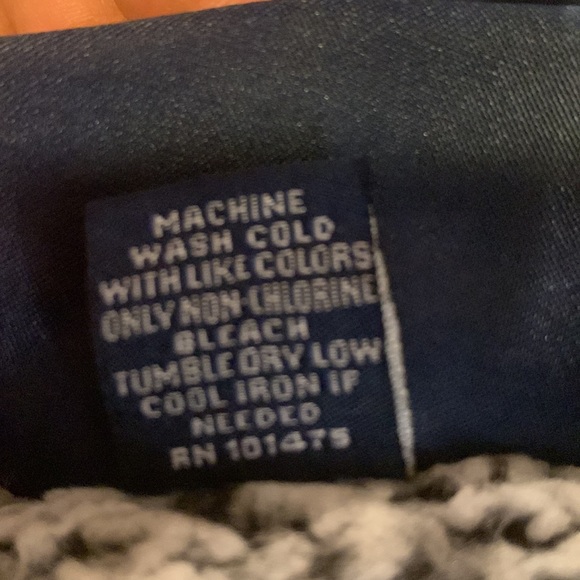 MACHINE
WASH COLD
WITH LIKE COLORS
ONLY NON-CHLORINE
BLEACH
TUMBLE DRY LOW
COOL IRON IF
NEEDED
RN 101475